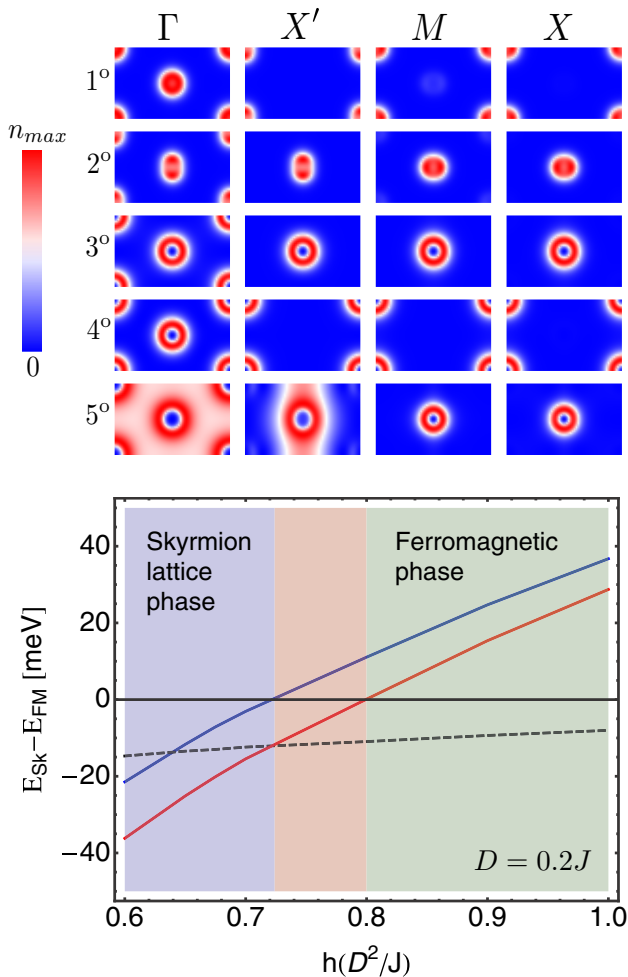 Γ X′ M X
1º
n_max
2º
3º
4º
0
5º
40
Skyrmion lattice phase
Ferromagnetic phase
20
0
−20
−40
E_Sk−E_FM [meV]
D = 0.2J
0.6 0.7 0.8 0.9 1.0
h(D²/J)